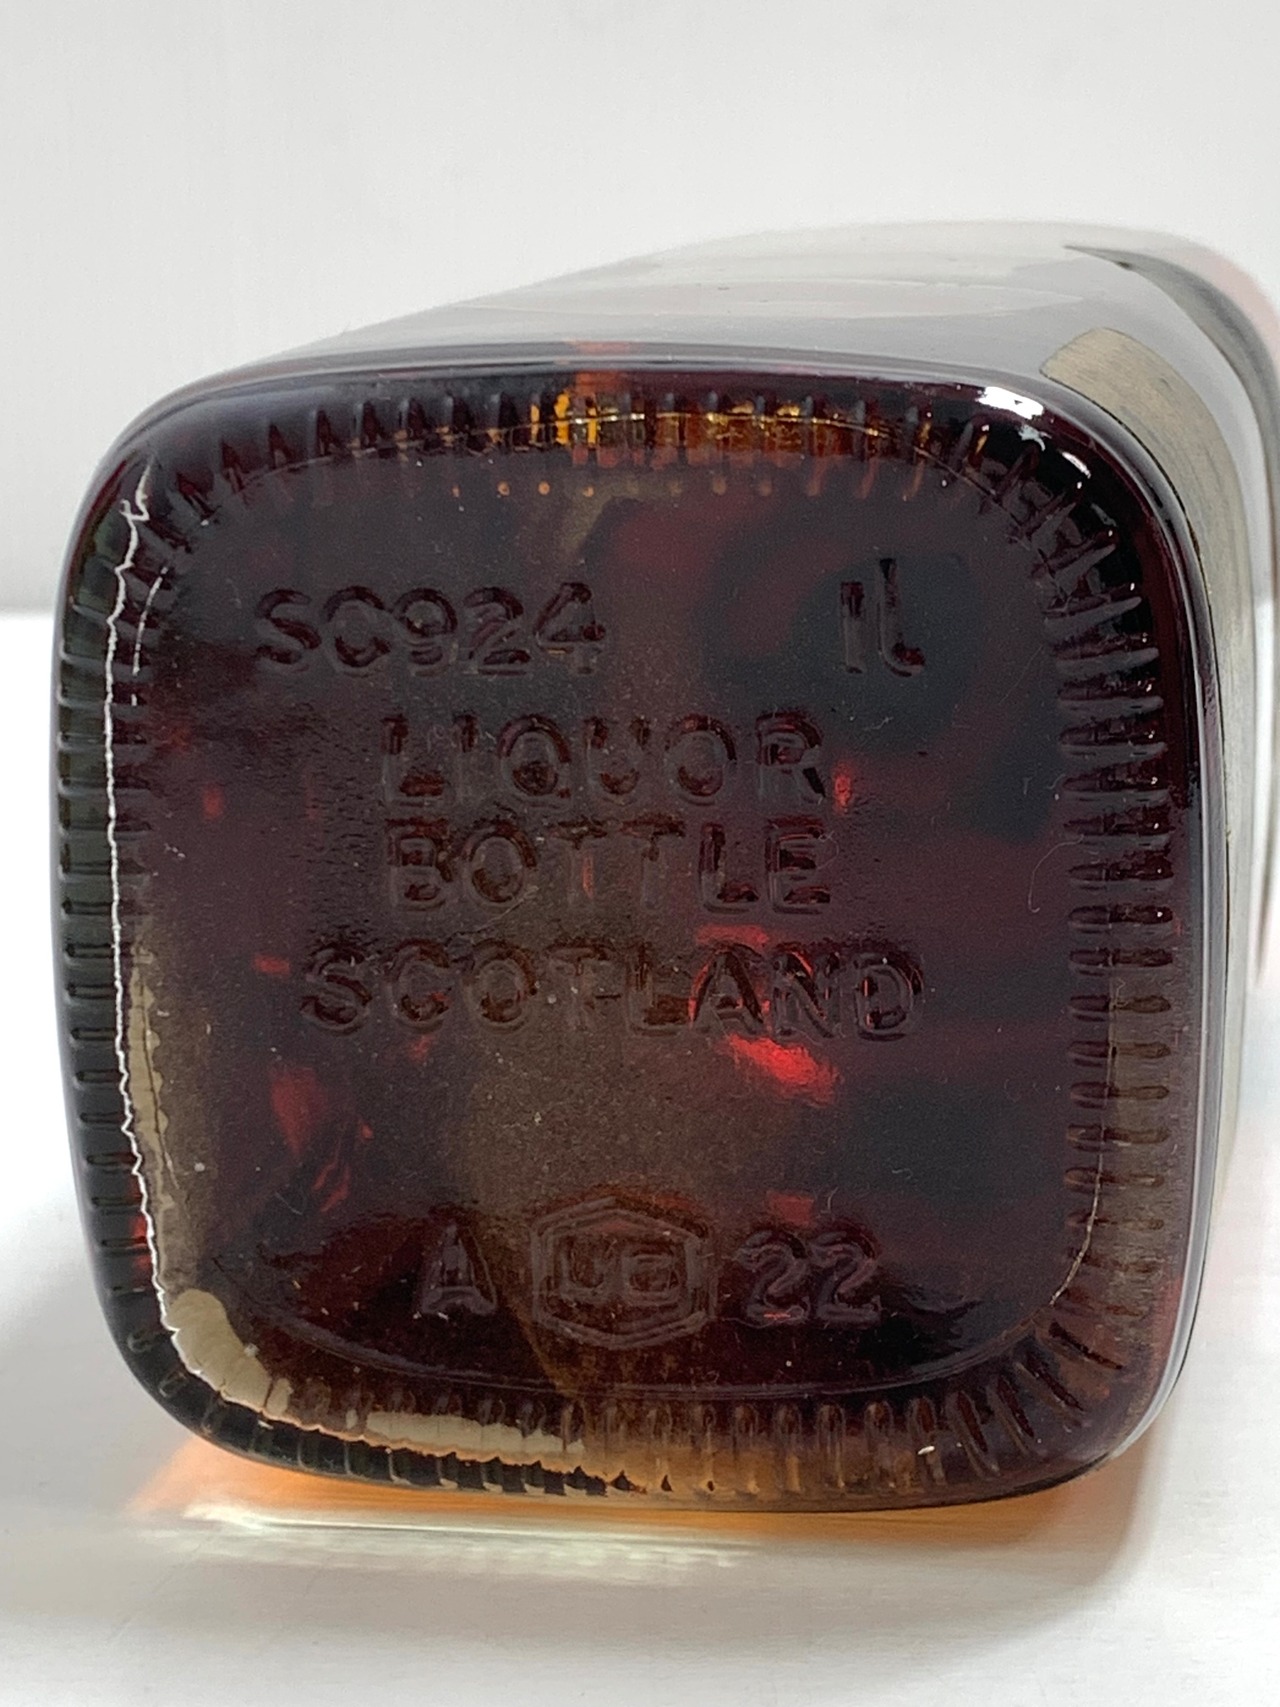 SC924 1L
LIQUOR
BOTTLE
SCOTLAND
A UG 22